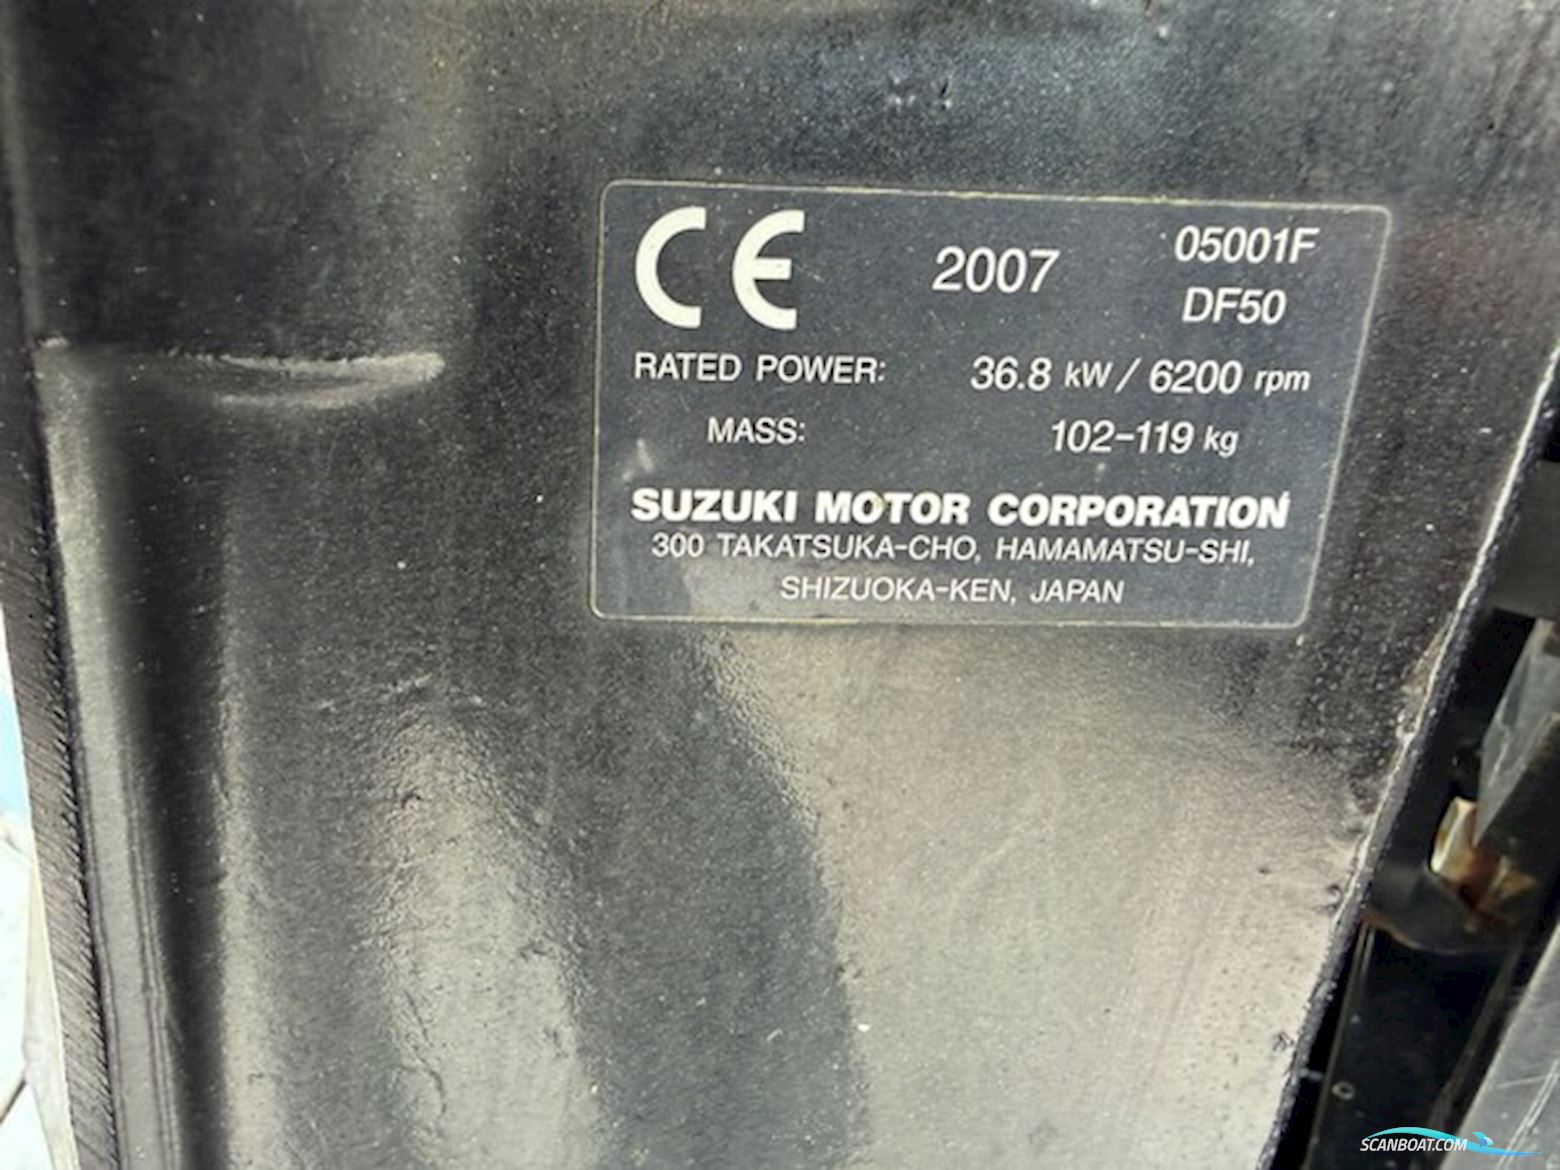 CE 2007 05001F
DF50
RATED POWER: 36.8 kW / 6200 rpm
MASS: 102-119 kg
SUZUKI MOTOR CORPORATION
300 TAKATSUKA-CHO, HAMAMATSU-SHI,
SHIZUOKA-KEN, JAPAN
SCANBOAT.COM